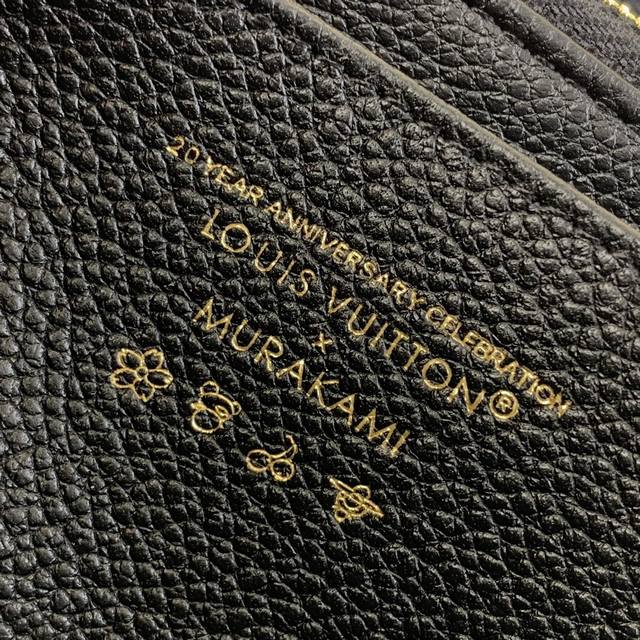 20 YEAR ANNIVERSARY CELEBRATION
LOUIS VUITTON®
x
MURAKAMI